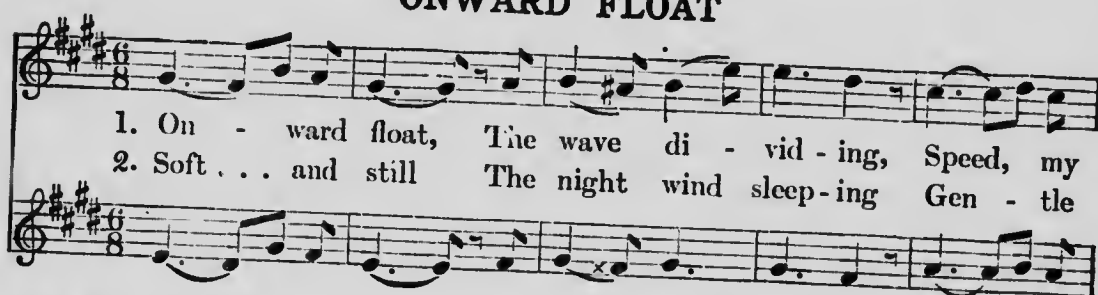 ONWARD FLOAT
1. On - ward float, The wave di - vid - ing, Speed, my
2. Soft . . . and still The night wind sleep - ing Gen - tle